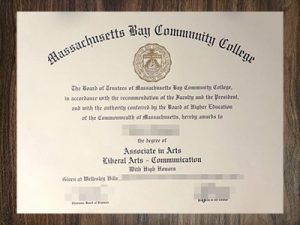 Massachusetts Bay Community College
The Board of Trustees of Massachusetts Bay Community College,
in accordance with the recommendation of the Faculty and the President,
and with the authority conferred by the Board of Higher Education
of the Commonwealth of Massachusetts, hereby awards to
the degree of
Associate in Arts
Liberal Arts - Communication
With High Honors
Given at Wellesley Hills